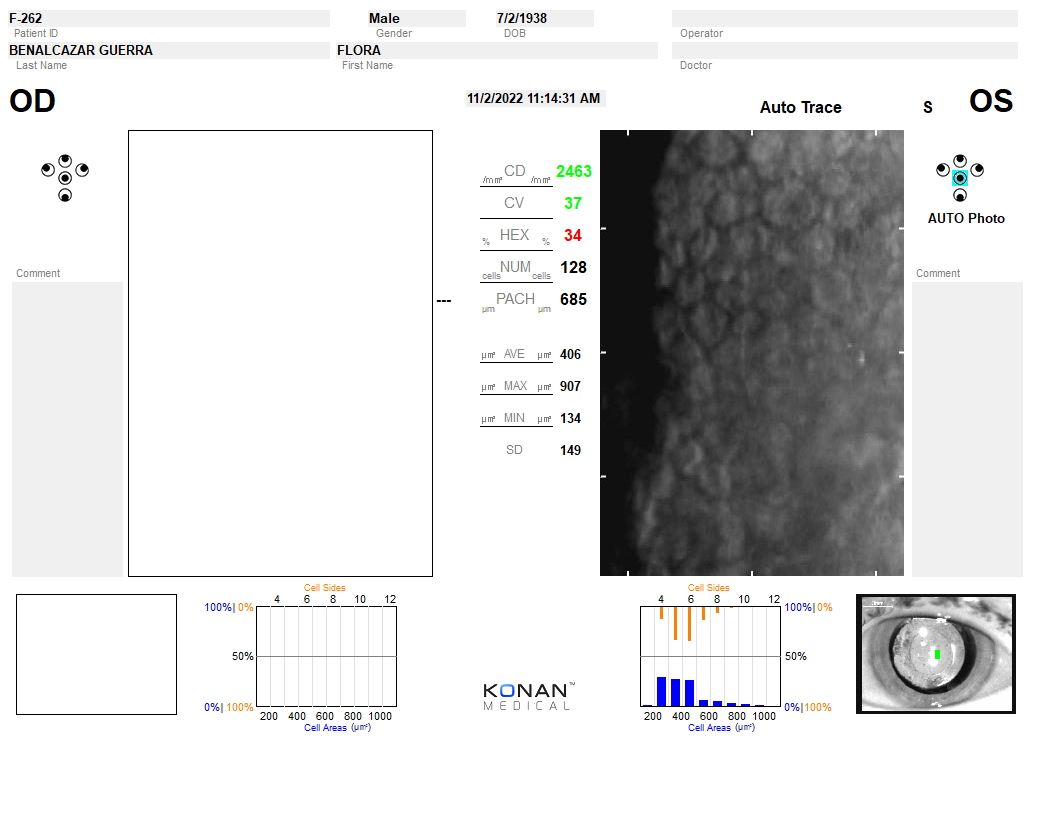 F-262 Male 7/2/1938
Patient ID Gender DOB Operator
BENALCAZAR GUERRA FLORA
Last Name First Name Doctor
OD 11/2/2022 11:14:31 AM Auto Trace S OS
/mm² CD /mm² 2463
CV 37
AUTO Photo
% HEX % 34
Comment cells NUM cells 128 Comment
--- µm PACH µm 685
µm² AVE µm² 406
µm² MAX µm² 907
µm² MIN µm² 134
SD 149
Cell Sides Cell Sides
4 6 8 10 12 4 6 8 10 12
100%| 0% 100%|0%
50% 50%
KONAN™
MEDICAL
0%| 100% 0%|100%
200 400 600 800 1000 200 400 600 800 1000
Cell Areas (µm²) Cell Areas (µm²)